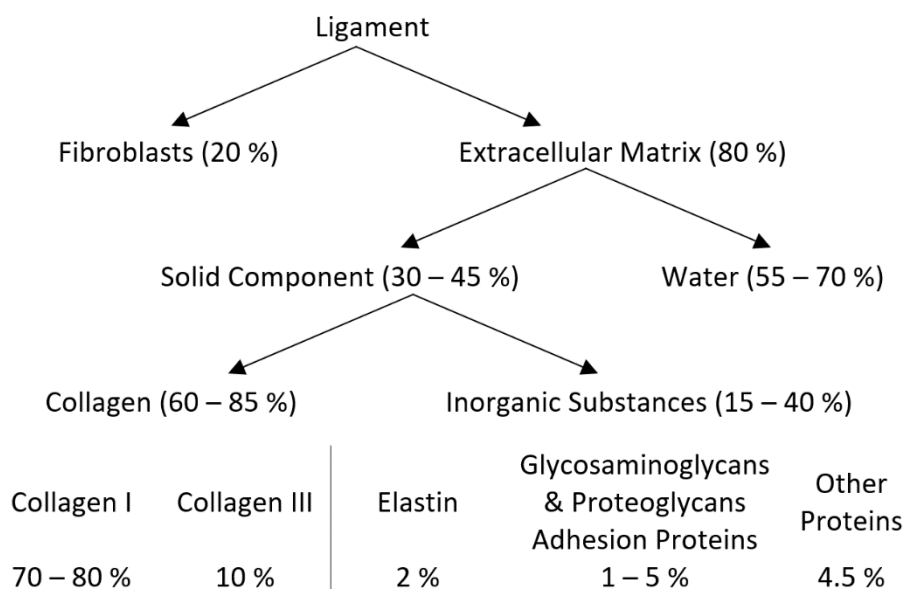 Ligament
Fibroblasts (20 %)
Extracellular Matrix (80 %)
Solid Component (30 – 45 %)
Water (55 – 70 %)
Collagen (60 – 85 %)
Inorganic Substances (15 – 40 %)
Collagen I
Collagen III
Elastin
Glycosaminoglycans
& Proteoglycans
Adhesion Proteins
Other
Proteins
70 – 80 %
10 %
2 %
1 – 5 %
4.5 %